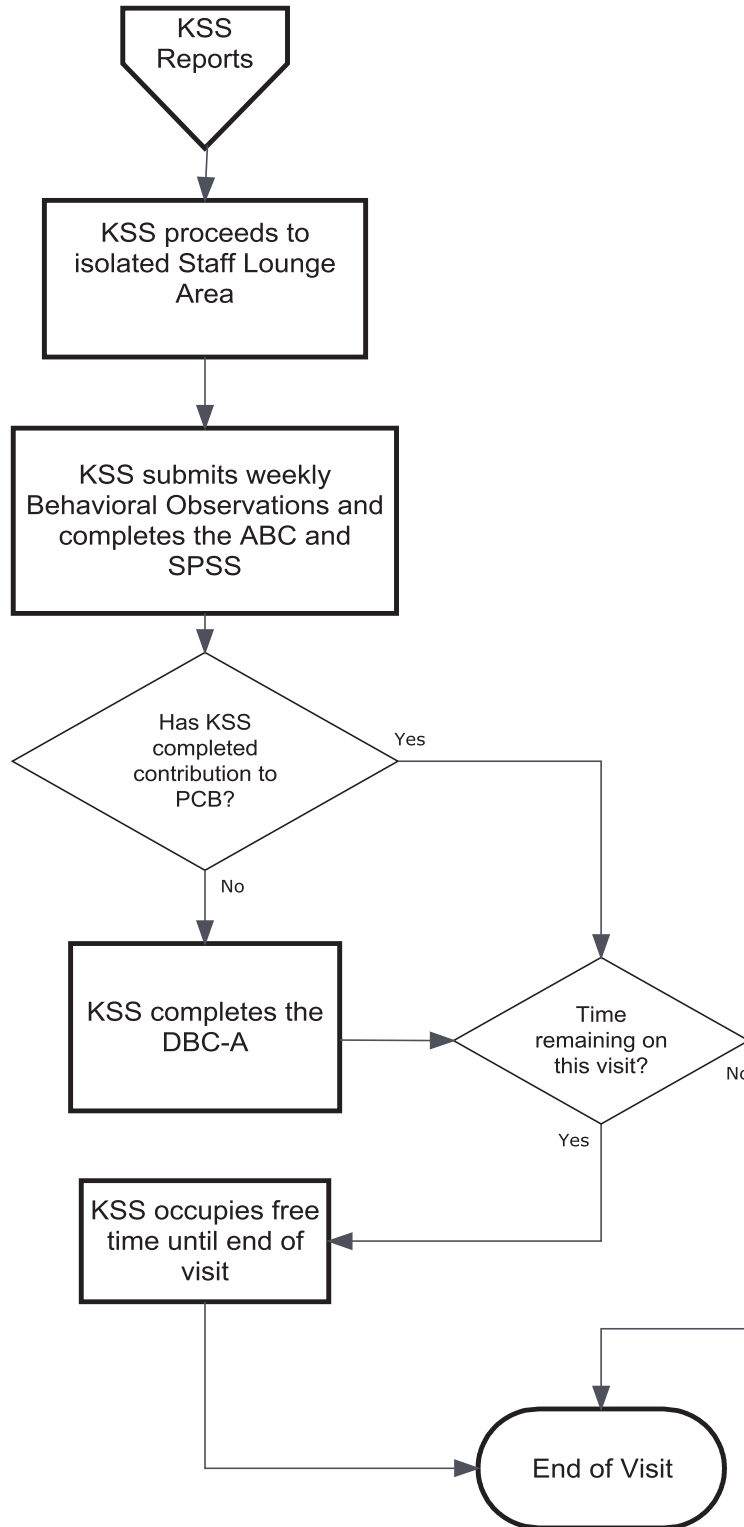 KSS
Reports
KSS proceeds to
isolated Staff Lounge
Area
KSS submits weekly
Behavioral Observations and
completes the ABC and
SPSS
Has KSS
completed
contribution to
PCB?
Yes
No
KSS completes the
DBC-A
Time
remaining on
this visit?
No
Yes
KSS occupies free
time until end of
visit
End of Visit